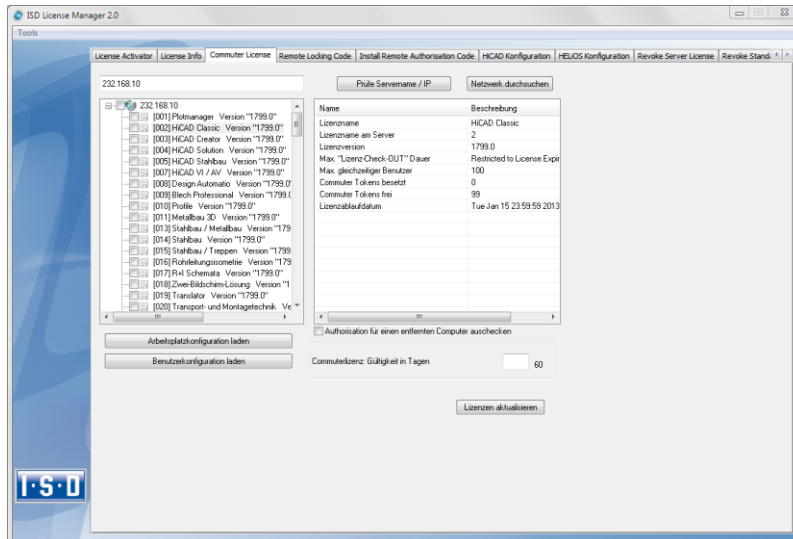 ISD License Manager 2.0
Tools
License Activator License Info Commuter License Remote Locking Code Install Remote Authorisation Code HiCAD Konfiguration HELiOS Konfiguration Revoke Server License Revoke Stand
232.168.10 Prüfe Servername / IP Netzwerk durchsuchen
232.168.10
[001] Plotmanager Version "1799.0"
[002] HiCAD Classic Version "1799.0"
[003] HiCAD Creator Version "1799.0"
[004] HiCAD Solution Version "1799.0"
[005] HiCAD Stahlbau Version "1799.0"
[007] HiCAD VI / AV Version "1799.0"
[008] Design Automatio Version "1799.0"
[009] Blech Professional Version "1799.(
[010] Profile Version "1799.0"
[011] Metallbau 3D Version "1799.0"
[013] Stahlbau / Metallbau Version "179
[014] Stahlbau Version "1799.0"
[015] Stahlbau / Treppen Version "1799
[016] Rohrleitungsisometrie Version "179
[017] R+I Schemata Version "1799.0"
[018] Zwei-Bildschirm-Lösung Version "1
[019] Translator Version "1799.0"
[020] Transport- und Montagetechnik Ve
Name Beschreibung
Lizenzname HiCAD Classic
Lizenzname am Server 2
Lizenzversion 1799.0
Max. "Lizenz-Check-OUT" Dauer Restricted to License Expir
Max. gleichzeitiger Benutzer 100
Commuter Tokens besetzt 0
Commuter Tokens frei 99
Lizenzablaufdatum Tue Jan 15 23:59:59 2013
Authorisation für einen entfernten Computer auschecken
Arbeitsplatzkonfiguration laden
Benutzerkonfiguration laden
Commuterlizenz: Gültigkeit in Tagen 60
Lizenzen aktualisieren
I·S·D